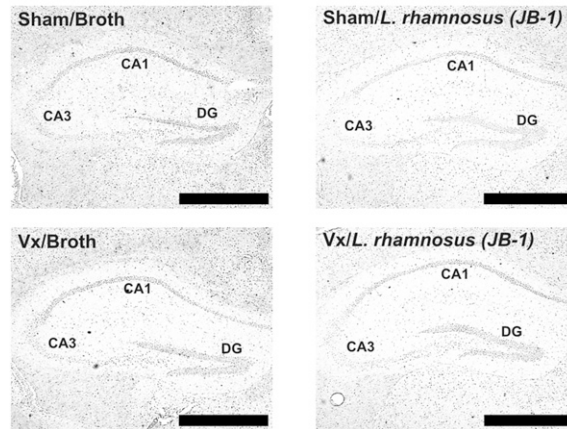 Sham/Broth
CA1
CA3
DG
Sham/L. rhamnosus (JB-1)
CA1
CA3
DG
Vx/Broth
CA1
CA3
DG
Vx/L. rhamnosus (JB-1)
CA1
CA3
DG